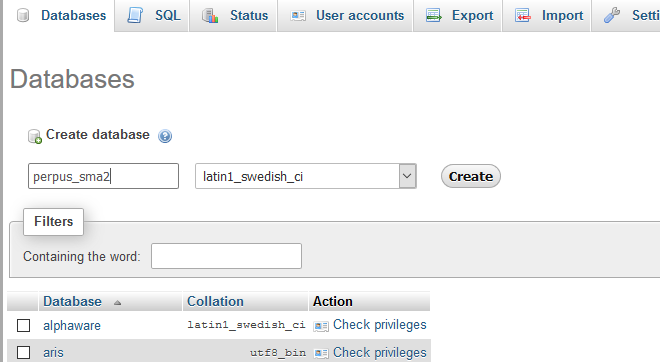 Databases SQL Status User accounts Export Import Setti
Databases
Create database
perpus_sma2 latin1_swedish_ci Create
Filters
Containing the word:
Database Collation Action
alphaware latin1_swedish_ci Check privileges
aris utf8_bin Check privileges